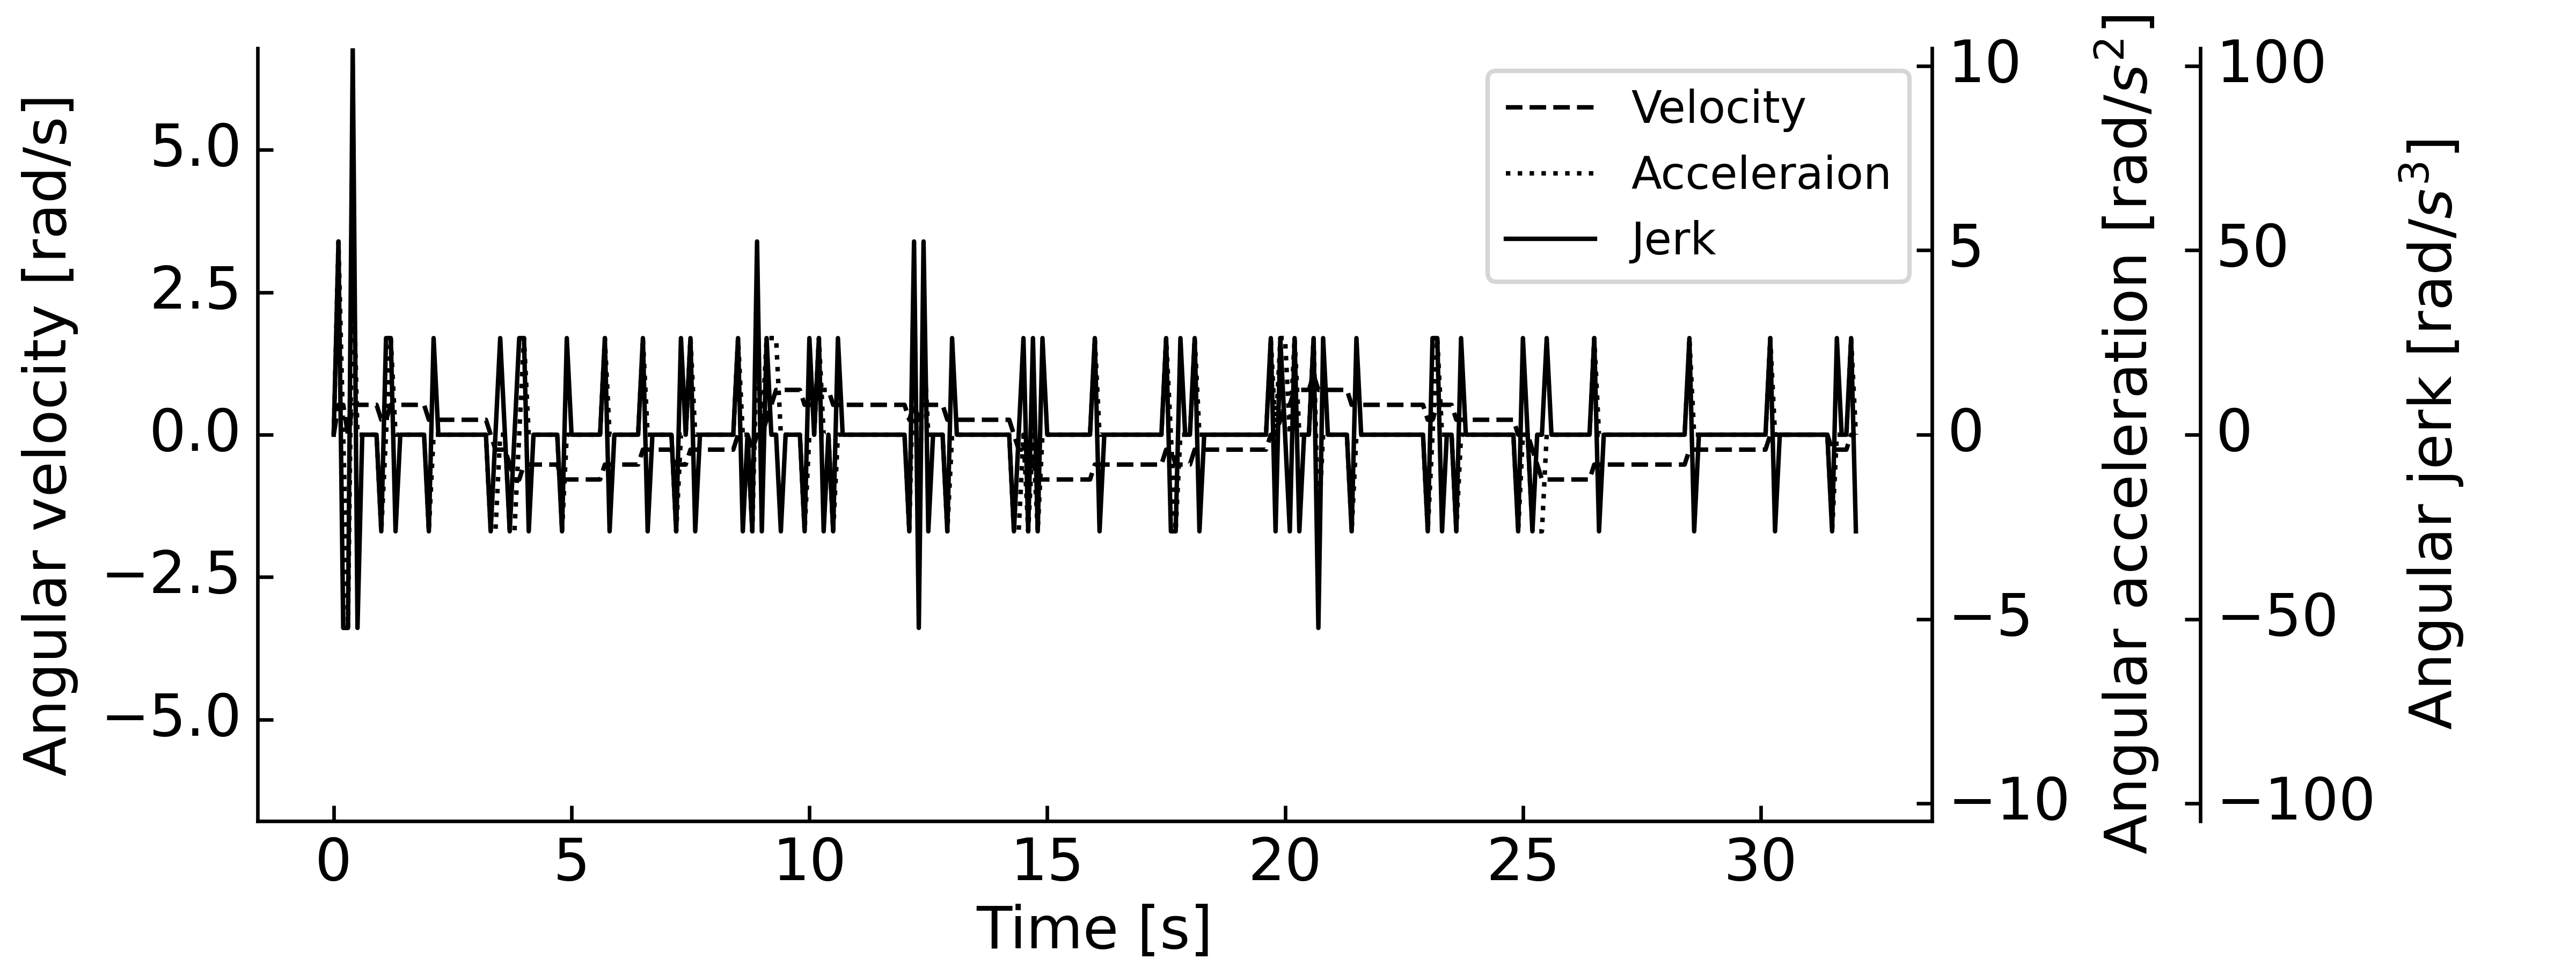 Angular velocity [rad/s]
5.0
2.5
0.0
−2.5
−5.0
Velocity
Acceleraion
Jerk
10
5
0
−5
−10
Angular acceleration [rad/s²]
100
50
0
−50
−100
Angular jerk [rad/s³]
0 5 10 15 20 25 30
Time [s]